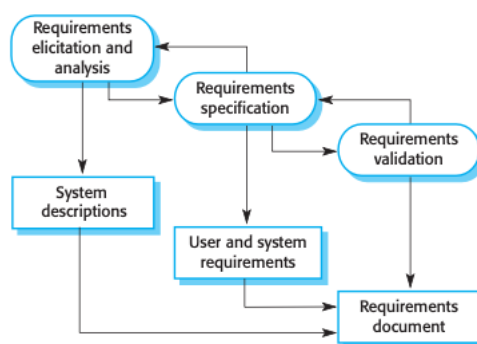 Requirements
elicitation and
analysis
Requirements
specification
Requirements
validation
System
descriptions
User and system
requirements
Requirements
document